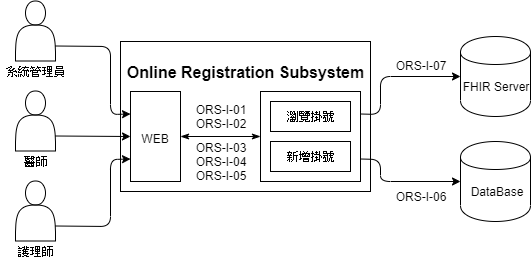 系統管理員
醫師
護理師
Online Registration Subsystem
WEB
ORS-I-01
ORS-I-02
ORS-I-03
ORS-I-04
ORS-I-05
瀏覽掛號
新增掛號
ORS-I-07
FHIR Server
ORS-I-06
DataBase